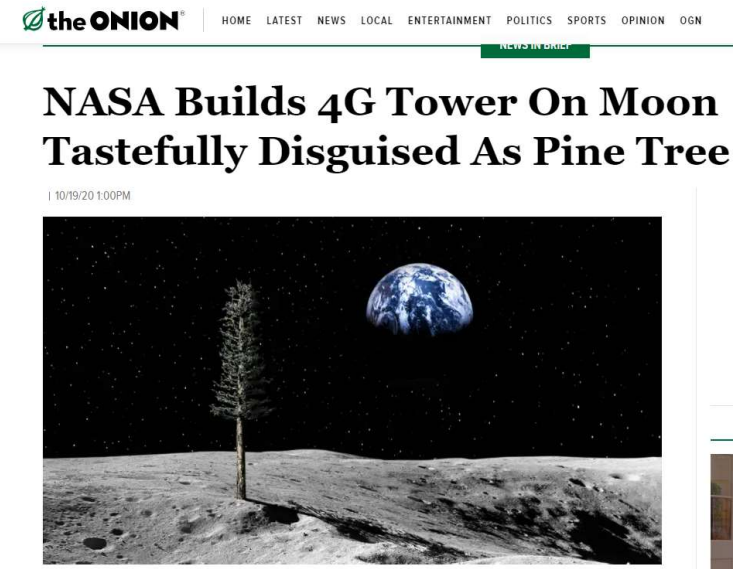 the ONION®
HOME LATEST NEWS LOCAL ENTERTAINMENT POLITICS SPORTS OPINION OGN
NEWS IN BRIEF
NASA Builds 4G Tower On Moon
Tastefully Disguised As Pine Tree
| 10/19/20 1:00PM